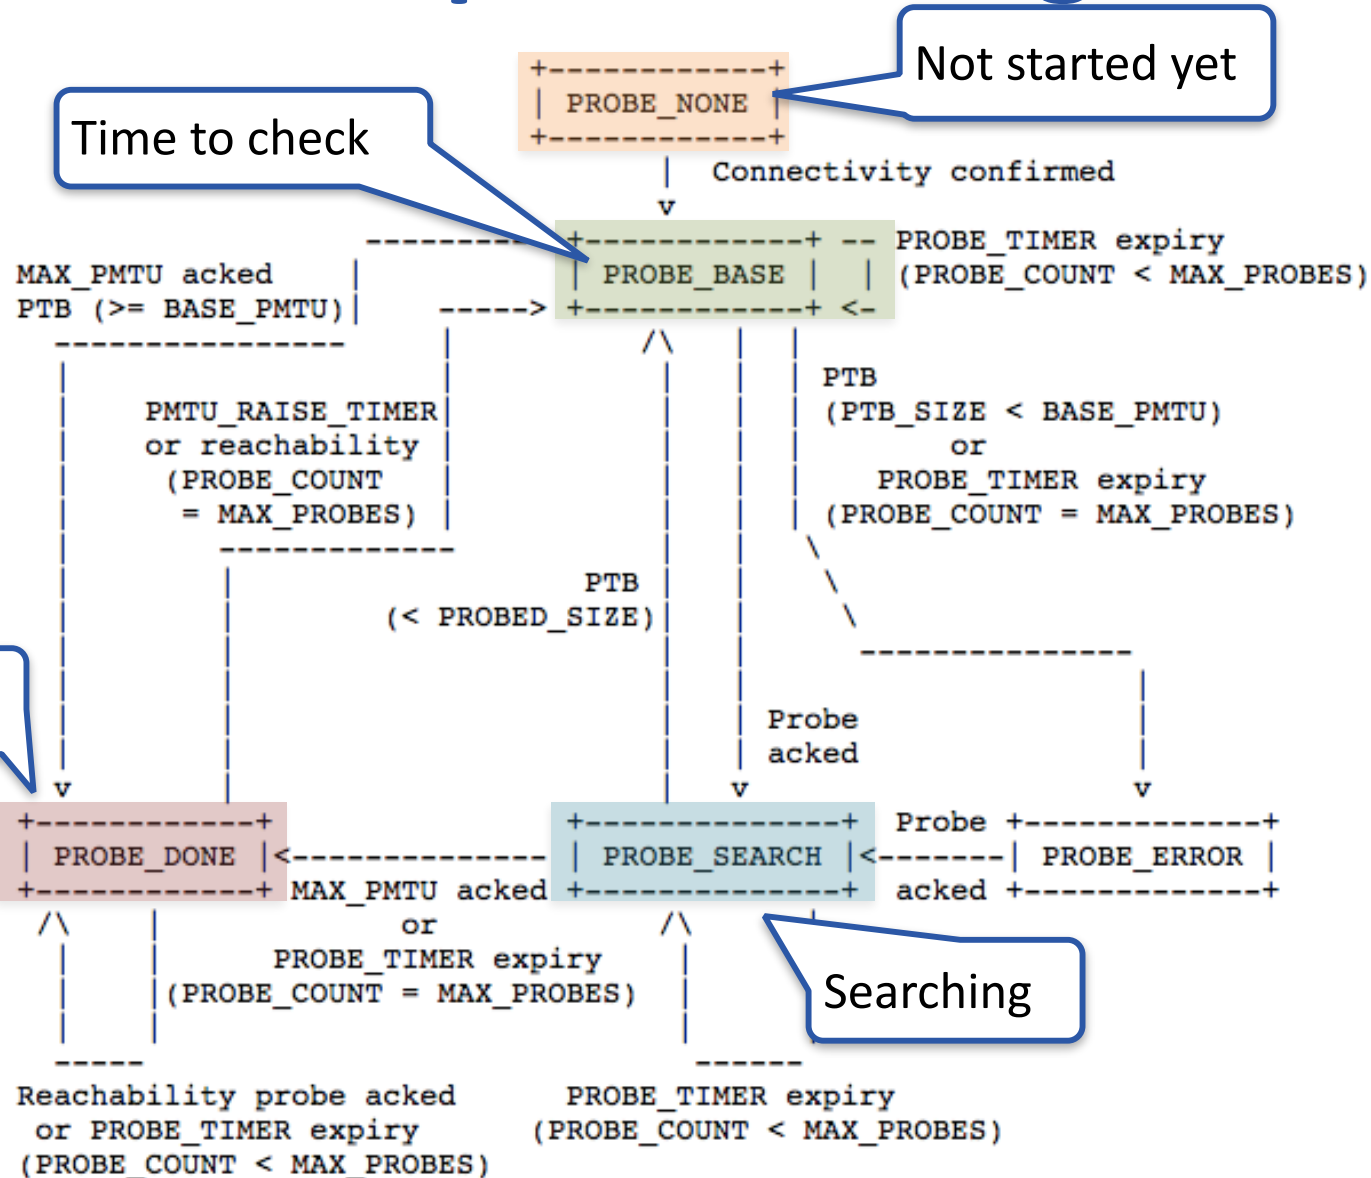 Not started yet
Time to check
+------------+
| PROBE_NONE |
+------------+
| Connectivity confirmed
v
---------- +------------+ -- PROBE_TIMER expiry
MAX_PMTU acked | | PROBE_BASE | | (PROBE_COUNT < MAX_PROBES)
PTB (>= BASE_PMTU)| -----> +------------+ <-
---------------- | /\ | |
| | | | | PTB
| PMTU_RAISE_TIMER| | | | (PTB_SIZE < BASE_PMTU)
| or reachability | | | | or
| (PROBE_COUNT | | | | PROBE_TIMER expiry
| = MAX_PROBES) | | | | (PROBE_COUNT = MAX_PROBES)
| ------------- | | \
| | PTB | | \
| | (< PROBED_SIZE)| | \
| | | | ---------------
| | | | |
| | | | Probe |
| | | | acked |
v | | v v
+------------+ +--------------+ Probe +-------------+
| PROBE_DONE |<-------------- | PROBE_SEARCH |<-------| PROBE_ERROR |
+------------+ MAX_PMTU acked +--------------+ acked +-------------+
/\ | or /\ |
| | PROBE_TIMER expiry |
| |(PROBE_COUNT = MAX_PROBES) |
| | |
Searching
----- ------
Reachability probe acked PROBE_TIMER expiry
or PROBE_TIMER expiry (PROBE_COUNT < MAX_PROBES)
(PROBE_COUNT < MAX_PROBES)